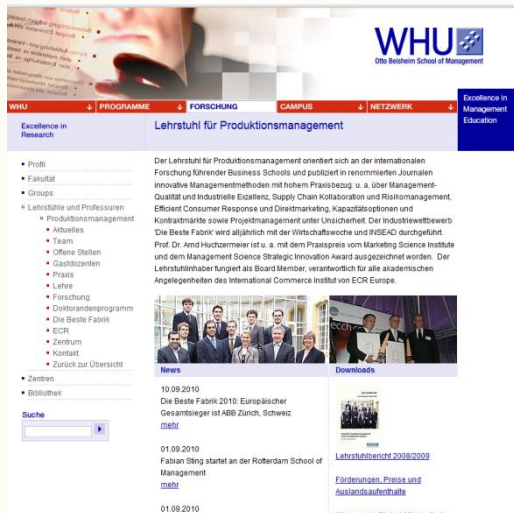 WHU
Otto Beisheim School of Management
WHU
PROGRAMME
FORSCHUNG
CAMPUS
NETZWERK
Excellence in
Management
Education
Excellence in
Research
Lehrstuhl für Produktionsmanagement
Profil
Fakultät
Groups
Lehrstühle und Professuren
Produktionsmanagement
Aktuelles
Team
Offene Stellen
Gastdozenten
Praxis
Lehre
Forschung
Doktorandenprogramm
Die Beste Fabrik
ECR
Zentrum
Kontakt
Zurück zur Übersicht
Zentren
Bibliothek
Suche
Der Lehrstuhl für Produktionsmanagement orientiert sich an der internationalen
Forschung führender Business Schools und publiziert in renommierten Journalen
innovative Managementmethoden mit hohem Praxisbezug: u. a. über Management-
Qualität und Industrielle Exzellenz, Supply Chain Kollaboration und Risikomanagement,
Efficient Consumer Response und Direktmarketing, Kapazitätsoptionen und
Kontraktmärkte sowie Projektmanagement unter Unsicherheit. Der Industriewettbewerb
'Die Beste Fabrik' wird alljährlich mit der Wirtschaftswoche und INSEAD durchgeführt.
Prof. Dr. Arnd Huchzermeier ist u. a. mit dem Praxispreis vom Marketing Science Institute
und dem Management Science Strategic Innovation Award ausgezeichnet worden. Der
Lehrstuhlinhaber fungiert als Board Member, verantwortlich für alle akademischen
Angelegenheiten des International Commerce Institut von ECR Europe.
News
10.09.2010
Die Beste Fabrik 2010: Europäischer
Gesamtsieger ist ABB Zürich, Schweiz
mehr
01.09.2010
Fabian Sting startet an der Rotterdam School of
Management
mehr
01.09.2010
Downloads
Lehrstuhlbericht 2008/2009
Förderungen, Preise und
Auslandsaufenthalte